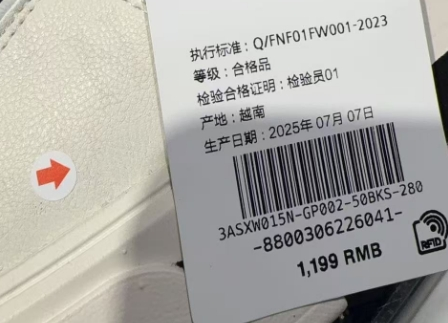 执行标准：Q/FNF01FW001-2023
等级：合格品
检验合格证明：检验员01
产地：越南
生产日期：2025年 07月 07日
3ASXW015N-GP002-50BKS-280
-8800306226041-
1,199 RMB
RFID